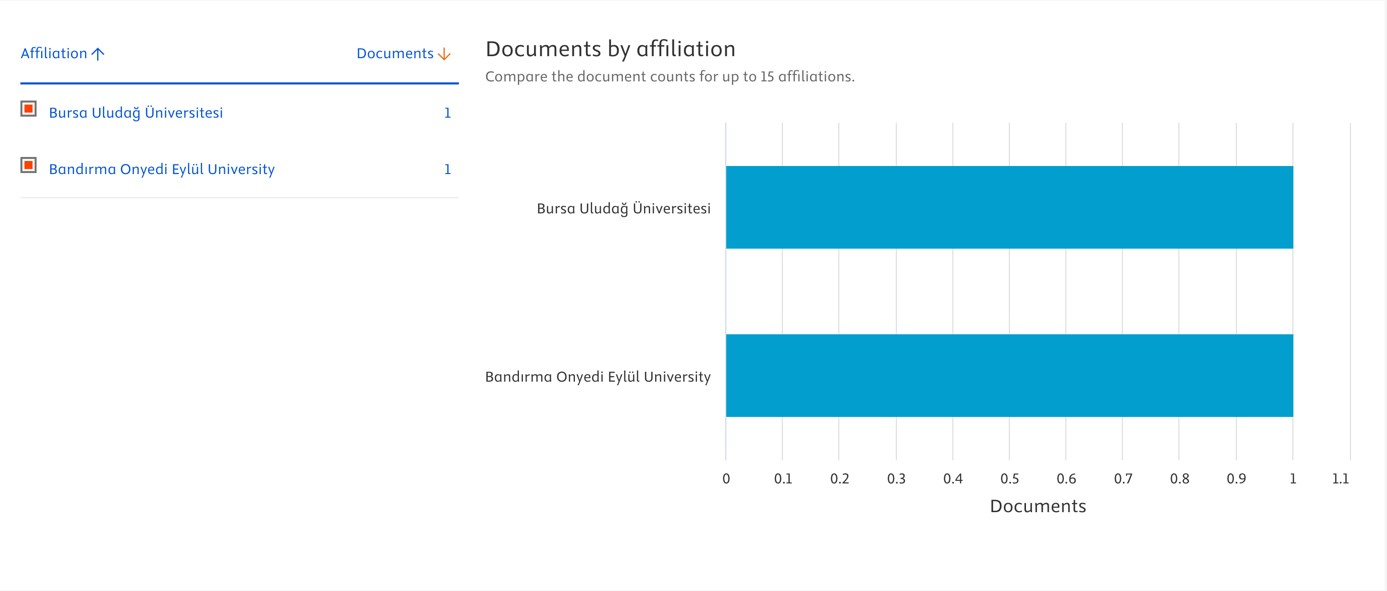 Affiliation Documents
Bursa Uludağ Üniversitesi 1
Bandırma Onyedi Eylül University 1
Documents by affiliation
Compare the document counts for up to 15 affiliations.
Bursa Uludağ Üniversitesi
Bandırma Onyedi Eylül University
0 0.1 0.2 0.3 0.4 0.5 0.6 0.7 0.8 0.9 1 1.1
Documents